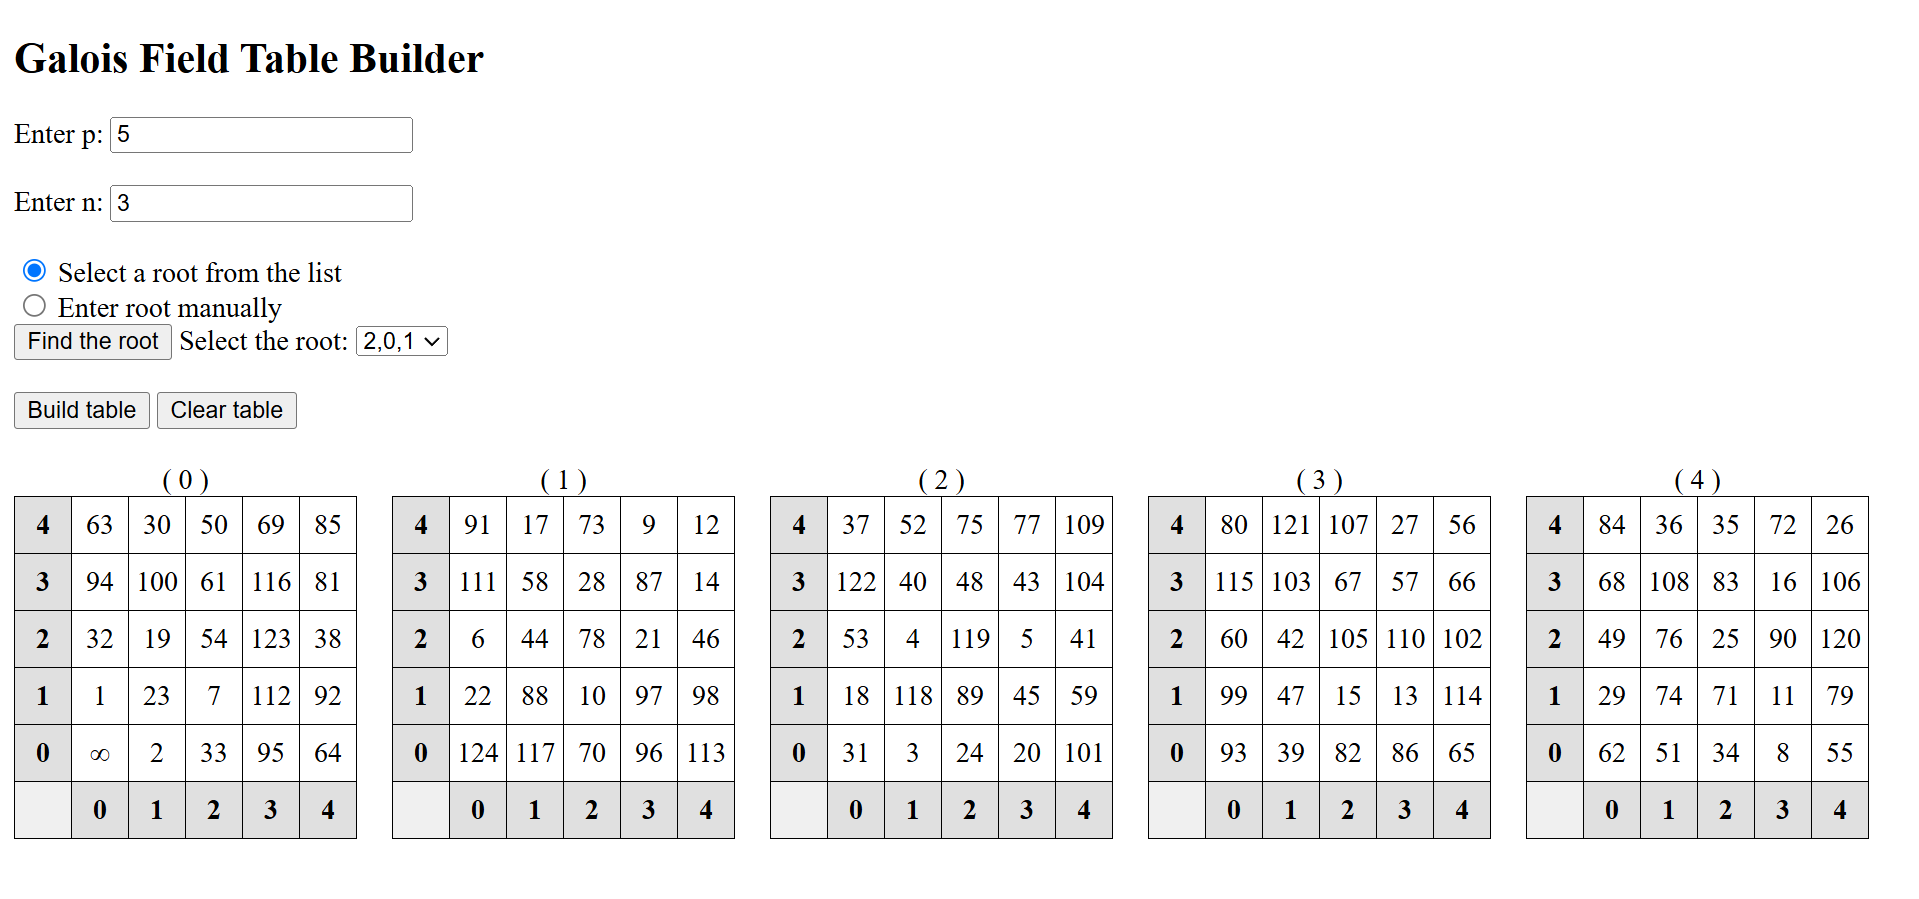 Galois Field Table Builder
Enter p: 5
Enter n: 3
Select a root from the list
Enter root manually
Find the root Select the root: 2,0,1
Build table Clear table
( 0 ) ( 1 ) ( 2 ) ( 3 ) ( 4 )
4 63 30 50 69 85 4 91 17 73 9 12 4 37 52 75 77 109 4 80 121 107 27 56 4 84 36 35 72 26
3 94 100 61 116 81 3 111 58 28 87 14 3 122 40 48 43 104 3 115 103 67 57 66 3 68 108 83 16 106
2 32 19 54 123 38 2 6 44 78 21 46 2 53 4 119 5 41 2 60 42 105 110 102 2 49 76 25 90 120
1 1 23 7 112 92 1 22 88 10 97 98 1 18 118 89 45 59 1 99 47 15 13 114 1 29 74 71 11 79
0 ∞ 2 33 95 64 0 124 117 70 96 113 0 31 3 24 20 101 0 93 39 82 86 65 0 62 51 34 8 55
0 1 2 3 4 0 1 2 3 4 0 1 2 3 4 0 1 2 3 4 0 1 2 3 4